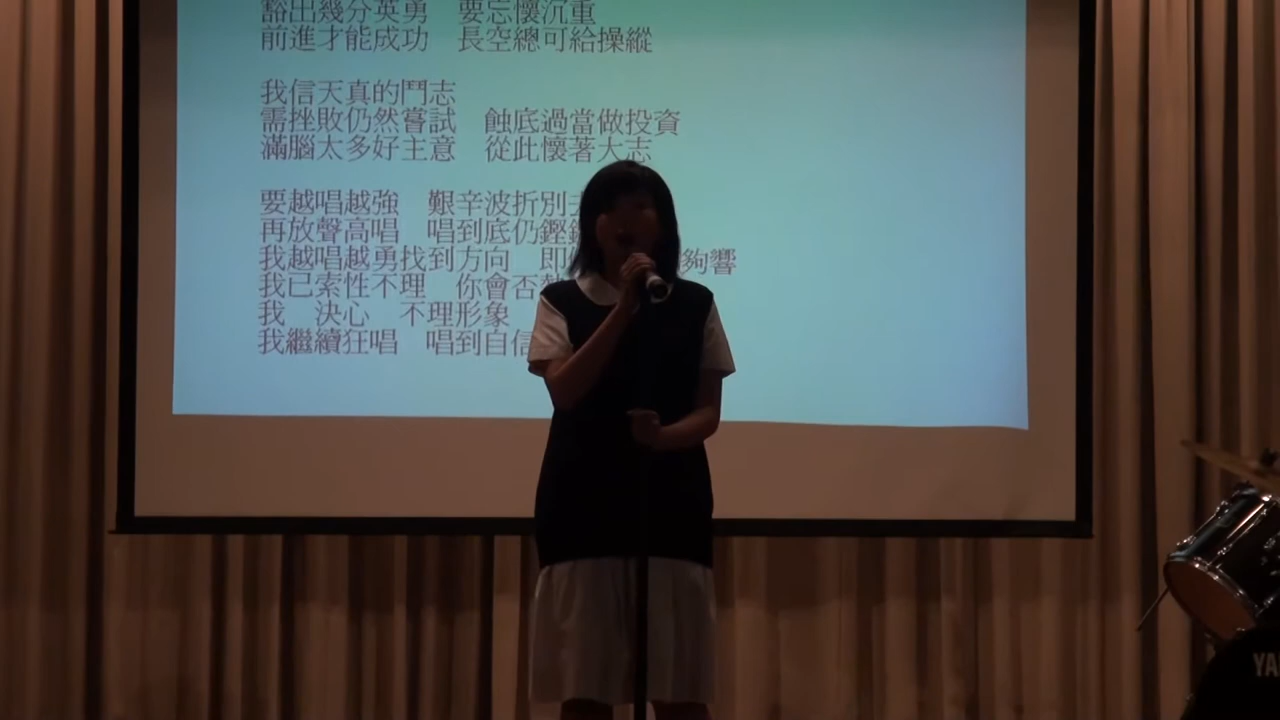 豁出幾分英勇　要忘懷沉重
前進才能成功　長空總可給操縱
我信天真的鬥志
需挫敗仍然嘗試　蝕底過當做投資
滿腦太多好主意　從此懷著大志
要越唱越強　艱辛波折別
再放聲高唱　唱到底仍鏗
我越唱越勇找到方向　即　夠響
我已索性不理　你會否
我　決心　不理形象
我繼續狂唱　唱到自信
YA